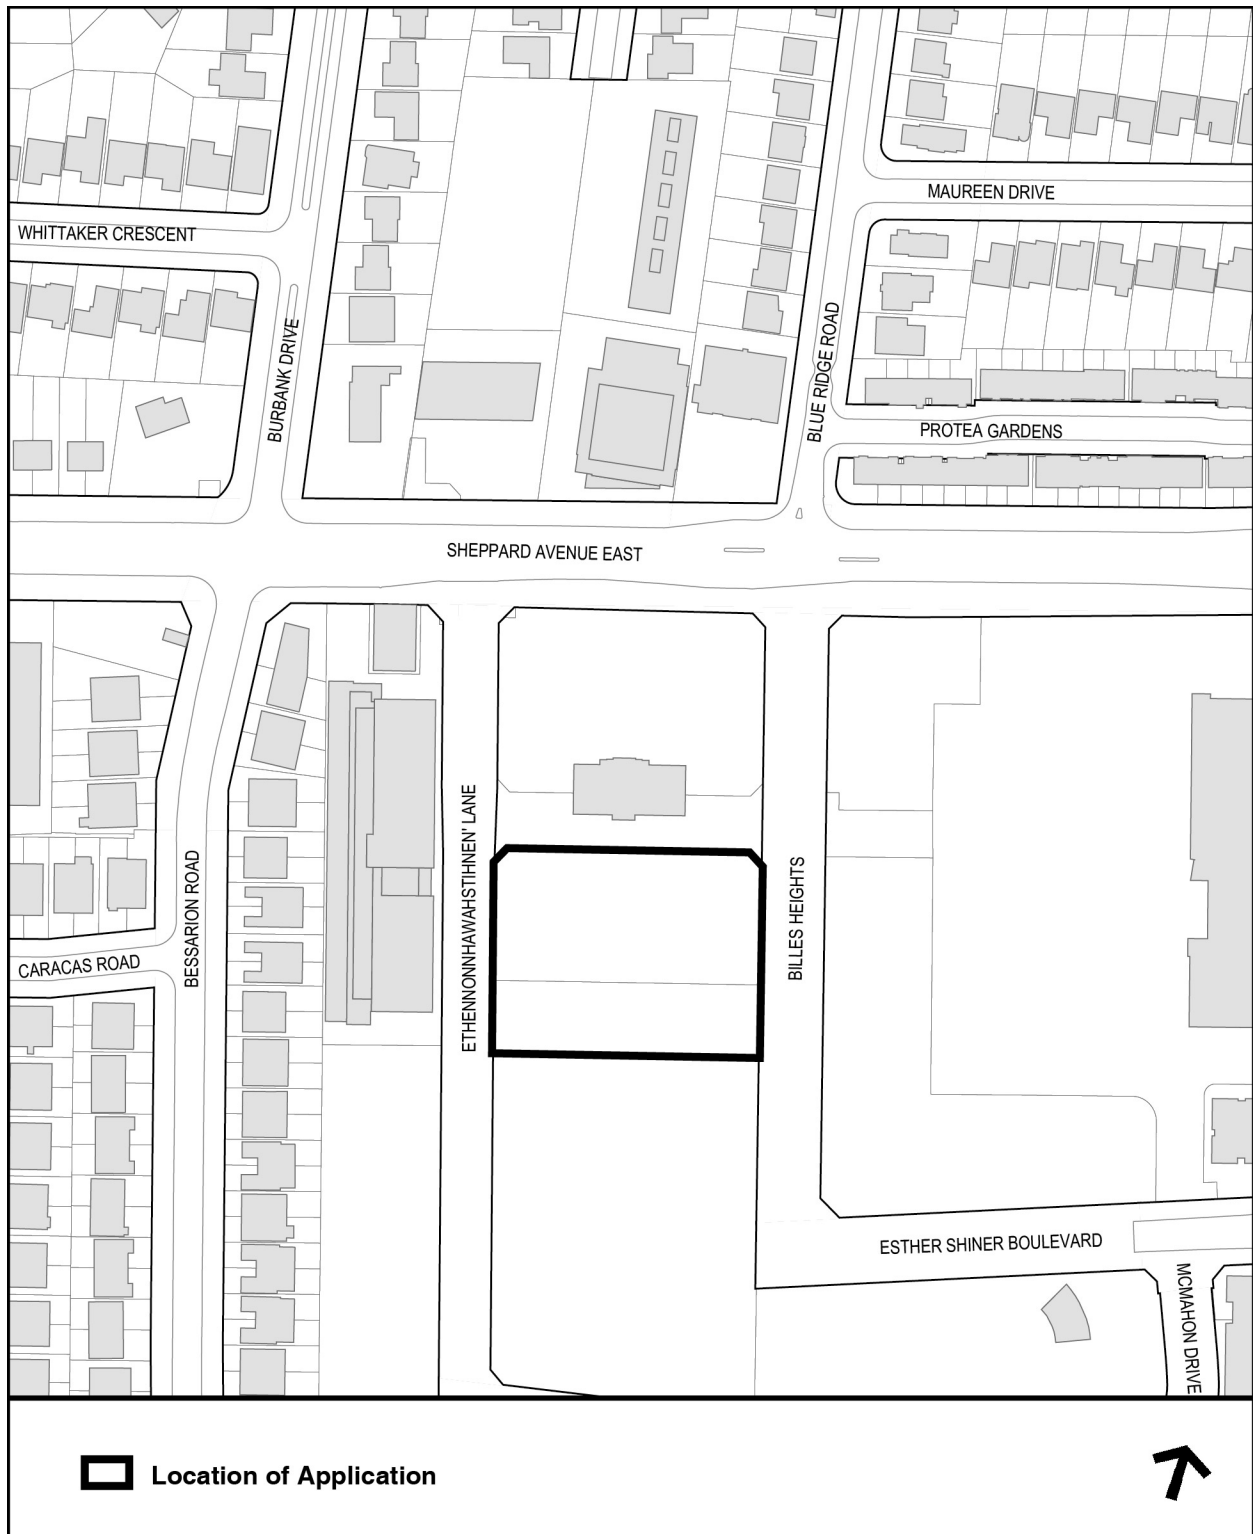 MAUREEN DRIVE
WHITTAKER CRESCENT
BURBANK DRIVE
BLUE RIDGE ROAD
PROTEA GARDENS
SHEPPARD AVENUE EAST
ETHENNONNHAWAHSTIHNEN' LANE
BESSARION ROAD
BILLES HEIGHTS
CARACAS ROAD
ESTHER SHINER BOULEVARD
MCMAHON DRIVE
Location of Application